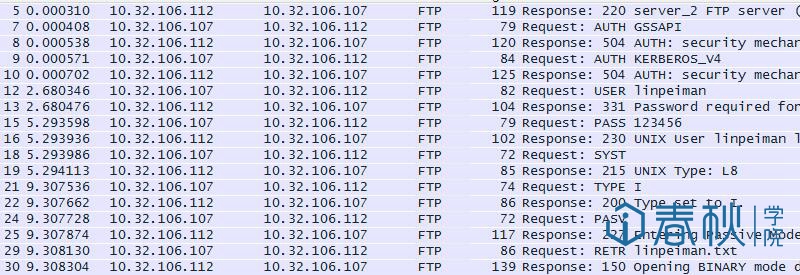 5 0.000310 10.32.106.112 10.32.106.107 FTP 119 Response: 220 server_2 FTP server (
7 0.000408 10.32.106.107 10.32.106.112 FTP 79 Request: AUTH GSSAPI
8 0.000538 10.32.106.112 10.32.106.107 FTP 120 Response: 504 AUTH: security mechan
9 0.000571 10.32.106.107 10.32.106.112 FTP 84 Request: AUTH KERBEROS_V4
10 0.000702 10.32.106.112 10.32.106.107 FTP 125 Response: 504 AUTH: security mechan
12 2.680346 10.32.106.107 10.32.106.112 FTP 82 Request: USER linpeiman
13 2.680476 10.32.106.112 10.32.106.107 FTP 104 Response: 331 Password required for
15 5.293598 10.32.106.107 10.32.106.112 FTP 79 Request: PASS 123456
16 5.293936 10.32.106.112 10.32.106.107 FTP 102 Response: 230 UNIX User linpeiman l
18 5.293986 10.32.106.107 10.32.106.112 FTP 72 Request: SYST
19 5.294113 10.32.106.112 10.32.106.107 FTP 85 Response: 215 UNIX Type: L8
21 9.307536 10.32.106.107 10.32.106.112 FTP 74 Request: TYPE I
22 9.307662 10.32.106.112 10.32.106.107 FTP 86 Response: 200 Type set to I.
24 9.307728 10.32.106.107 10.32.106.112 FTP 72 Request: PASV
25 9.307874 10.32.106.112 10.32.106.107 FTP 117 Response: 227 Entering Passive Mode
29 9.308130 10.32.106.107 10.32.106.112 FTP 86 Request: RETR linpeiman.txt
30 9.308304 10.32.106.112 10.32.106.107 FTP 139 Response: 150 Opening BINARY mode d
春秋学院